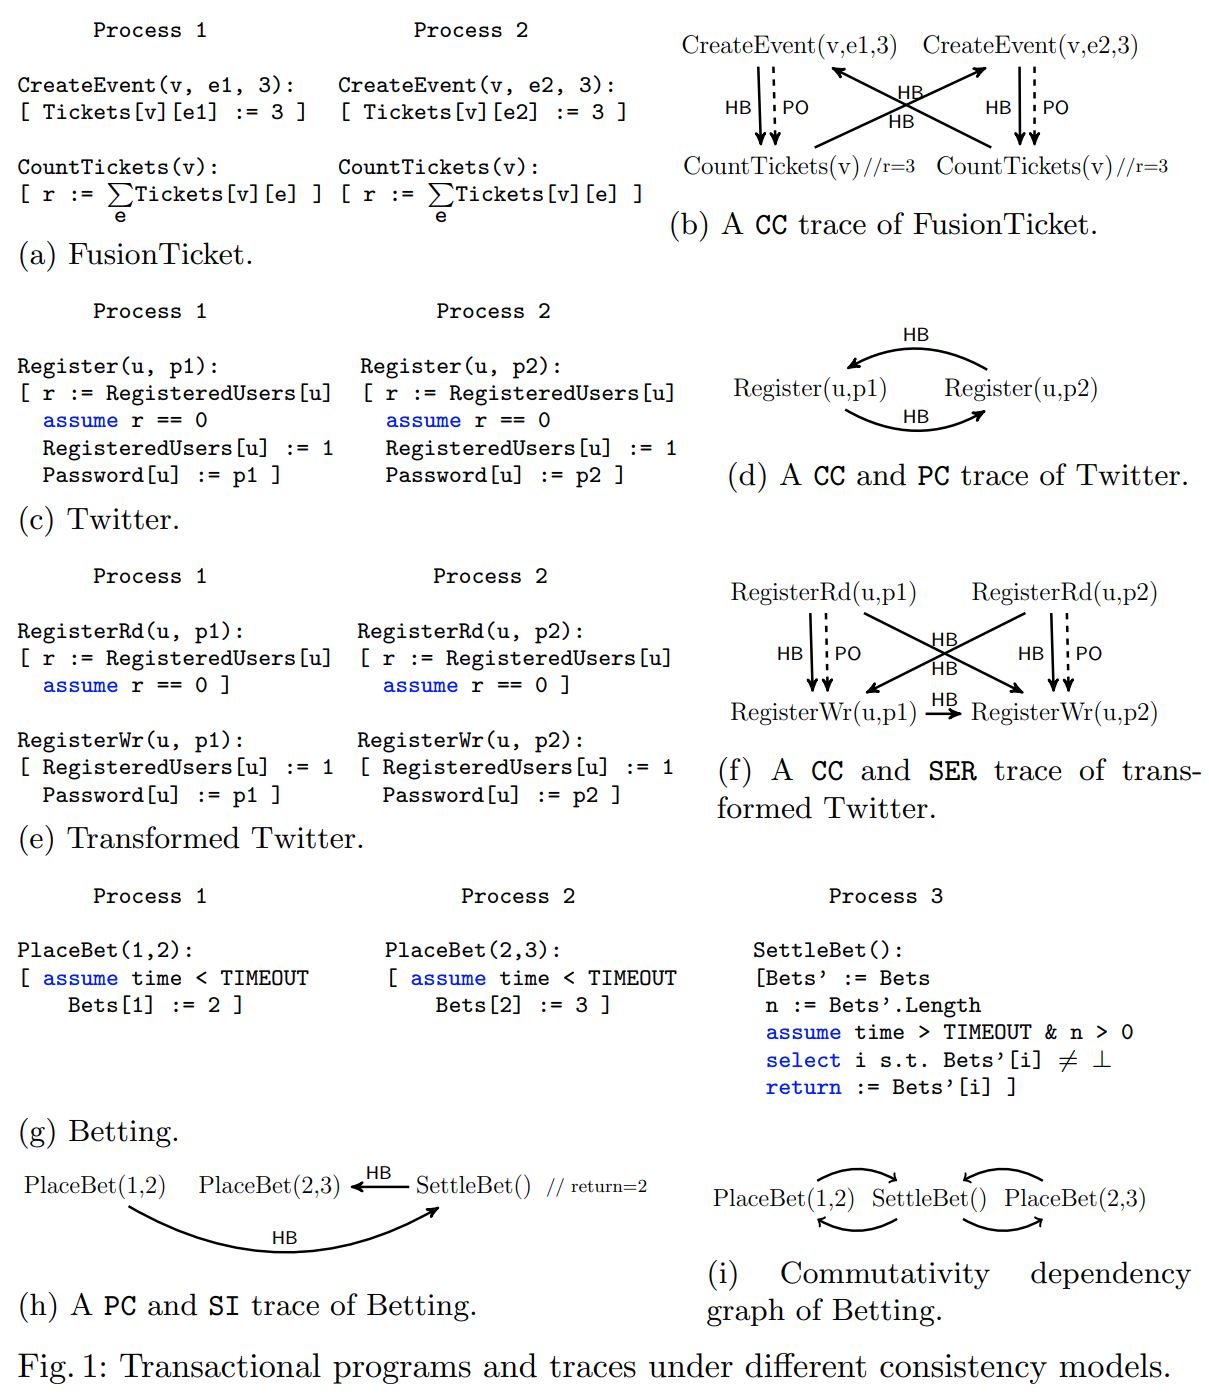 Process 1
Process 2
CreateEvent(v, e1, 3):
[ Tickets[v][e1] := 3 ]
CountTickets(v):
[ r := ∑Tickets[v][e] ]
e
CreateEvent(v, e2, 3):
[ Tickets[v][e2] := 3 ]
CountTickets(v):
[ r := ∑Tickets[v][e] ]
e
(a) FusionTicket.
CreateEvent(v,e1,3)
CreateEvent(v,e2,3)
HB
PO
HB
HB
HB
PO
CountTickets(v)//r=3
CountTickets(v)//r=3
(b) A CC trace of FusionTicket.
Process 1
Process 2
Register(u, p1):
[ r := RegisteredUsers[u]
assume r == 0
RegisteredUsers[u] := 1
Password[u] := p1 ]
Register(u, p2):
[ r := RegisteredUsers[u]
assume r == 0
RegisteredUsers[u] := 1
Password[u] := p2 ]
(c) Twitter.
HB
Register(u,p1)
Register(u,p2)
HB
(d) A CC and PC trace of Twitter.
Process 1
Process 2
RegisterRd(u, p1):
[ r := RegisteredUsers[u]
assume r == 0 ]
RegisterWr(u, p1):
[ RegisteredUsers[u] := 1
Password[u] := p1 ]
RegisterRd(u, p2):
[ r := RegisteredUsers[u]
assume r == 0 ]
RegisterWr(u, p2):
[ RegisteredUsers[u] := 1
Password[u] := p2 ]
(e) Transformed Twitter.
RegisterRd(u,p1)
RegisterRd(u,p2)
HB
PO
HB
HB
HB
PO
RegisterWr(u,p1)
HB
RegisterWr(u,p2)
(f) A CC and SER trace of trans-
formed Twitter.
Process 1
Process 2
Process 3
PlaceBet(1,2):
[ assume time < TIMEOUT
Bets[1] := 2 ]
PlaceBet(2,3):
[ assume time < TIMEOUT
Bets[2] := 3 ]
SettleBet():
[Bets' := Bets
n := Bets'.Length
assume time > TIMEOUT & n > 0
select i s.t. Bets'[i] ≠ ⊥
return := Bets'[i] ]
(g) Betting.
PlaceBet(1,2)
PlaceBet(2,3)
HB
SettleBet() // return=2
HB
(h) A PC and SI trace of Betting.
PlaceBet(1,2) SettleBet() PlaceBet(2,3)
(i) Commutativity dependency
graph of Betting.
Fig. 1: Transactional programs and traces under different consistency models.